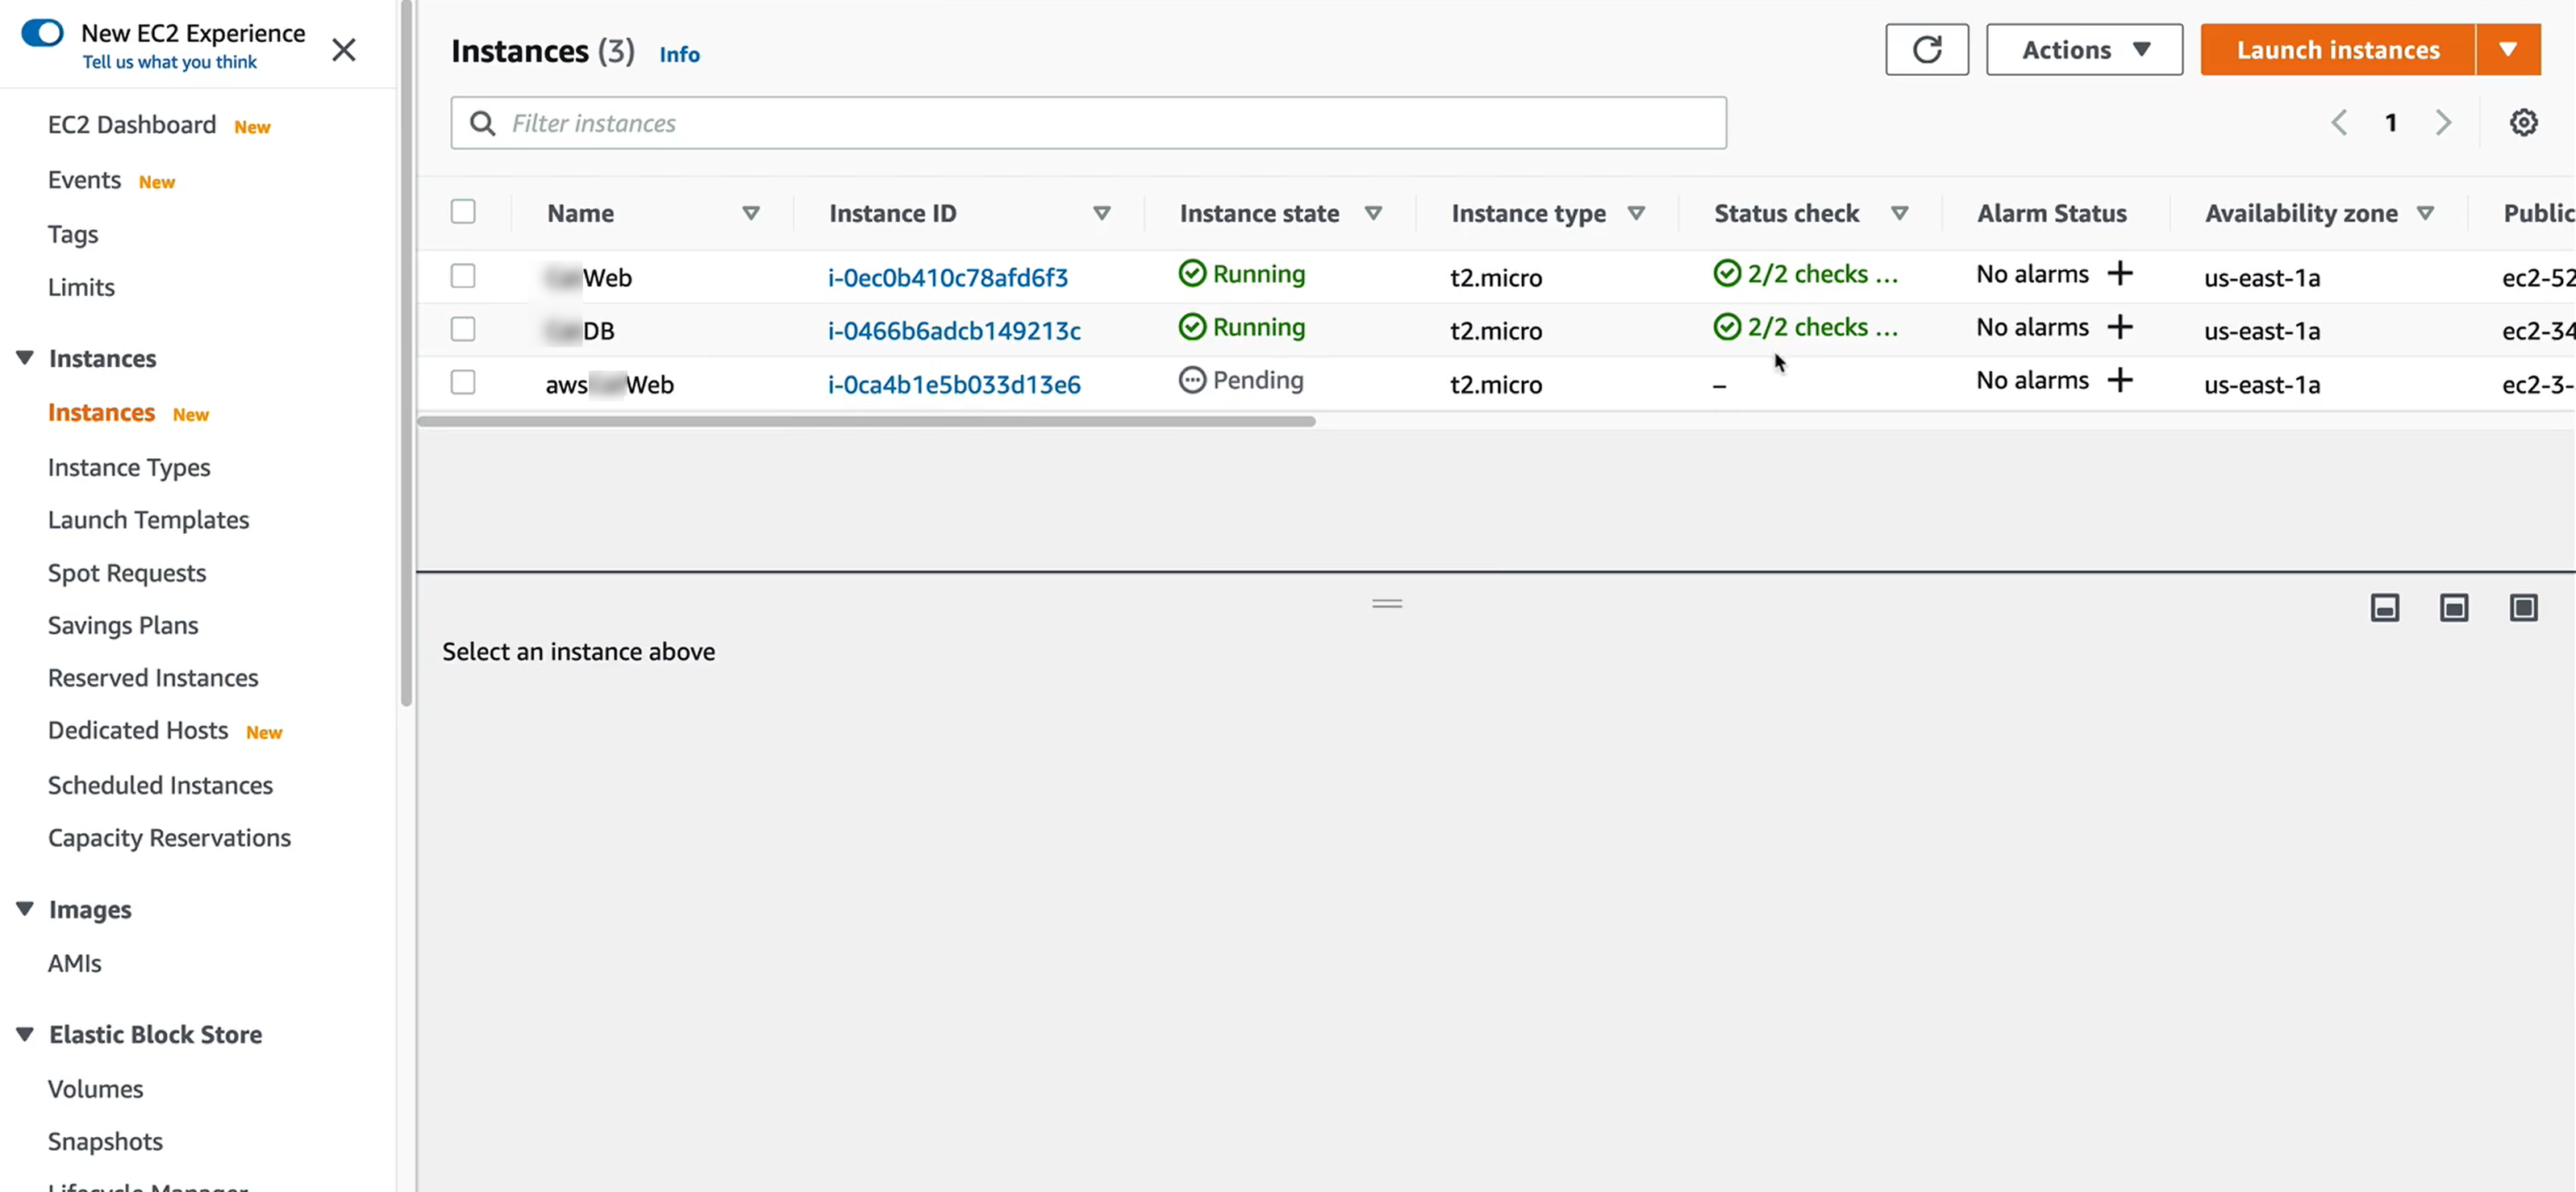 New EC2 Experience
Tell us what you think
EC2 Dashboard New
Events New
Tags
Limits
Instances
Instances New
Instance Types
Launch Templates
Spot Requests
Savings Plans
Reserved Instances
Dedicated Hosts New
Scheduled Instances
Capacity Reservations
Images
AMIs
Elastic Block Store
Volumes
Snapshots
Instances (3) Info
Actions
Launch instances
Filter instances
1
Name Instance ID Instance state Instance type Status check Alarm Status Availability zone Public
Web i-0ec0b410c78afd6f3 Running t2.micro 2/2 checks ... No alarms + us-east-1a ec2-52
DB i-0466b6adcb149213c Running t2.micro 2/2 checks ... No alarms + us-east-1a ec2-34
aws Web i-0ca4b1e5b033d13e6 Pending t2.micro – No alarms + us-east-1a ec2-3-
Select an instance above